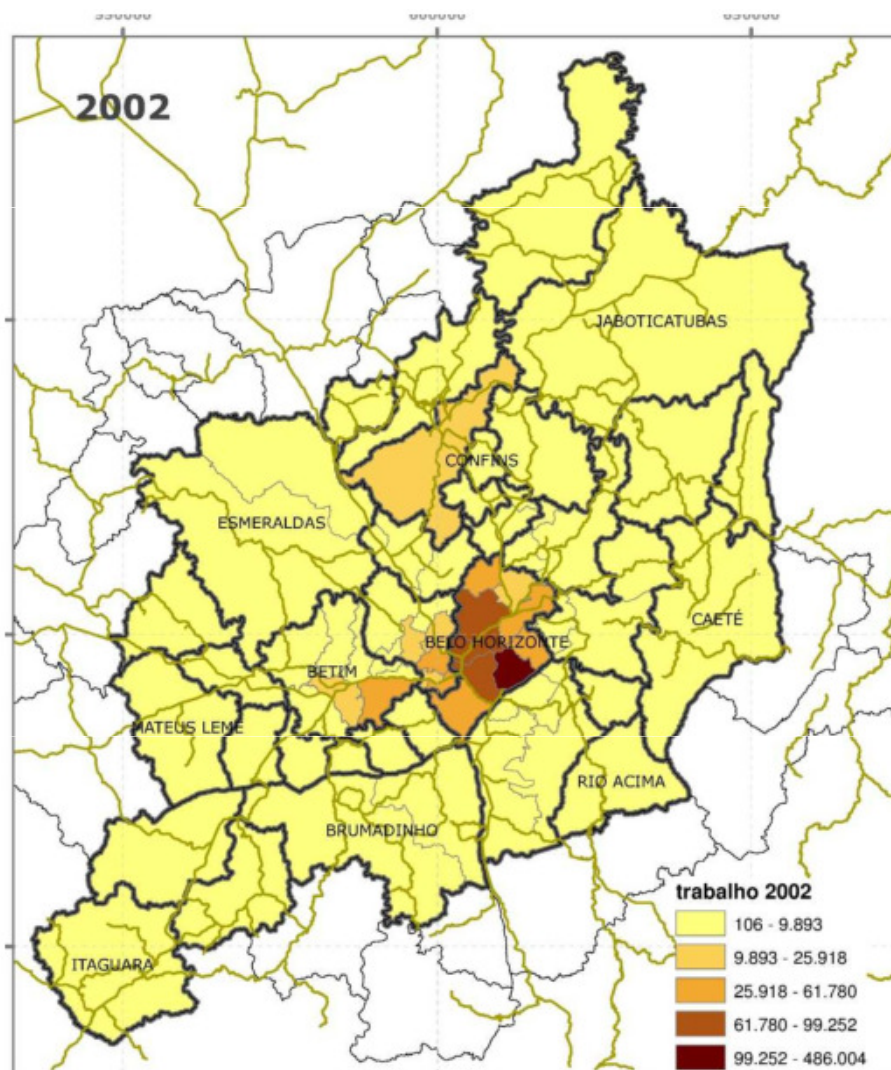 2002
JABOTICATUBAS
CONFINS
ESMERALDAS
CAETÉ
BELO HORIZONTE
BETIM
MATEUS LEME
RIO ACIMA
BRUMADINHO
ITAGUARA
trabalho 2002
106 - 9.893
9.893 - 25.918
25.918 - 61.780
61.780 - 99.252
99.252 - 486.004